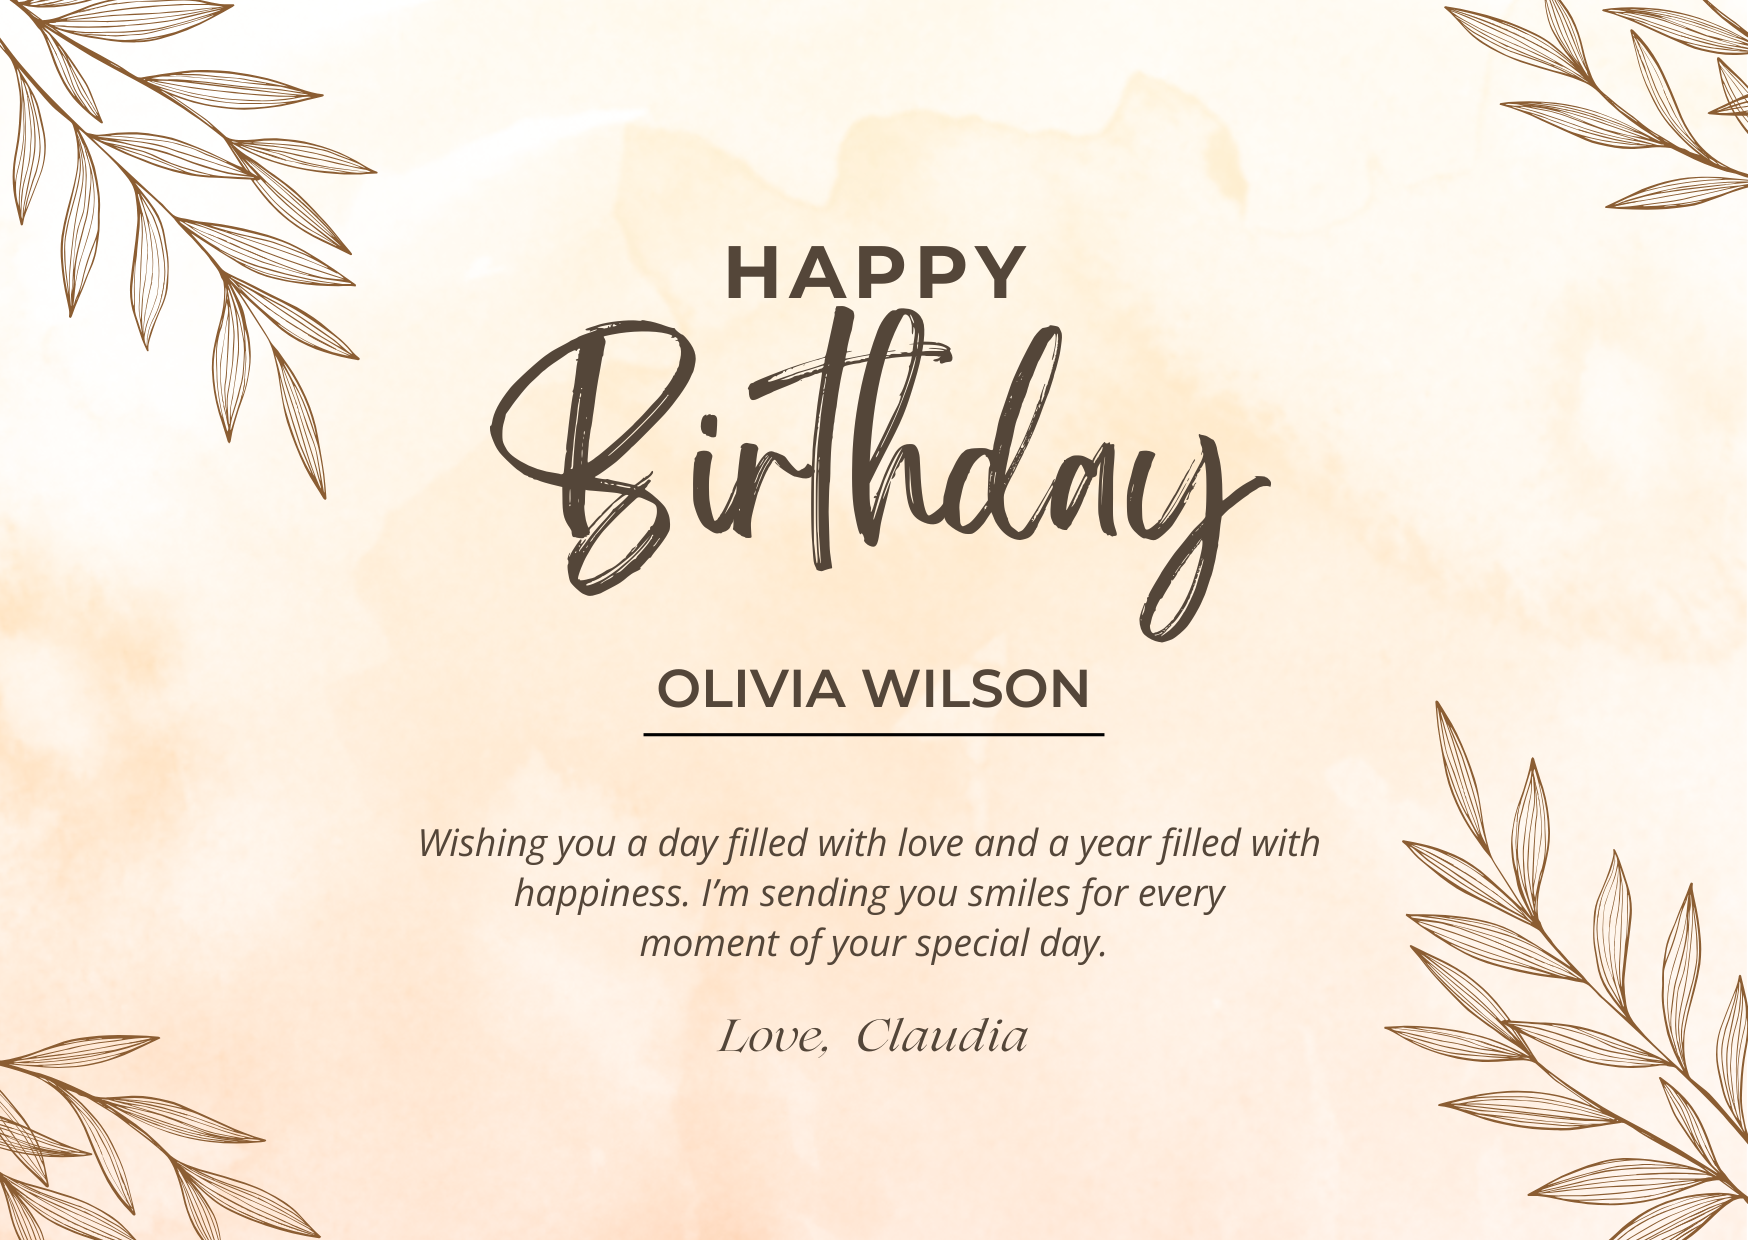 HAPPY
Birthday
OLIVIA WILSON
Wishing you a day filled with love and a year filled with
happiness. I’m sending you smiles for every
moment of your special day.
Love, Claudia